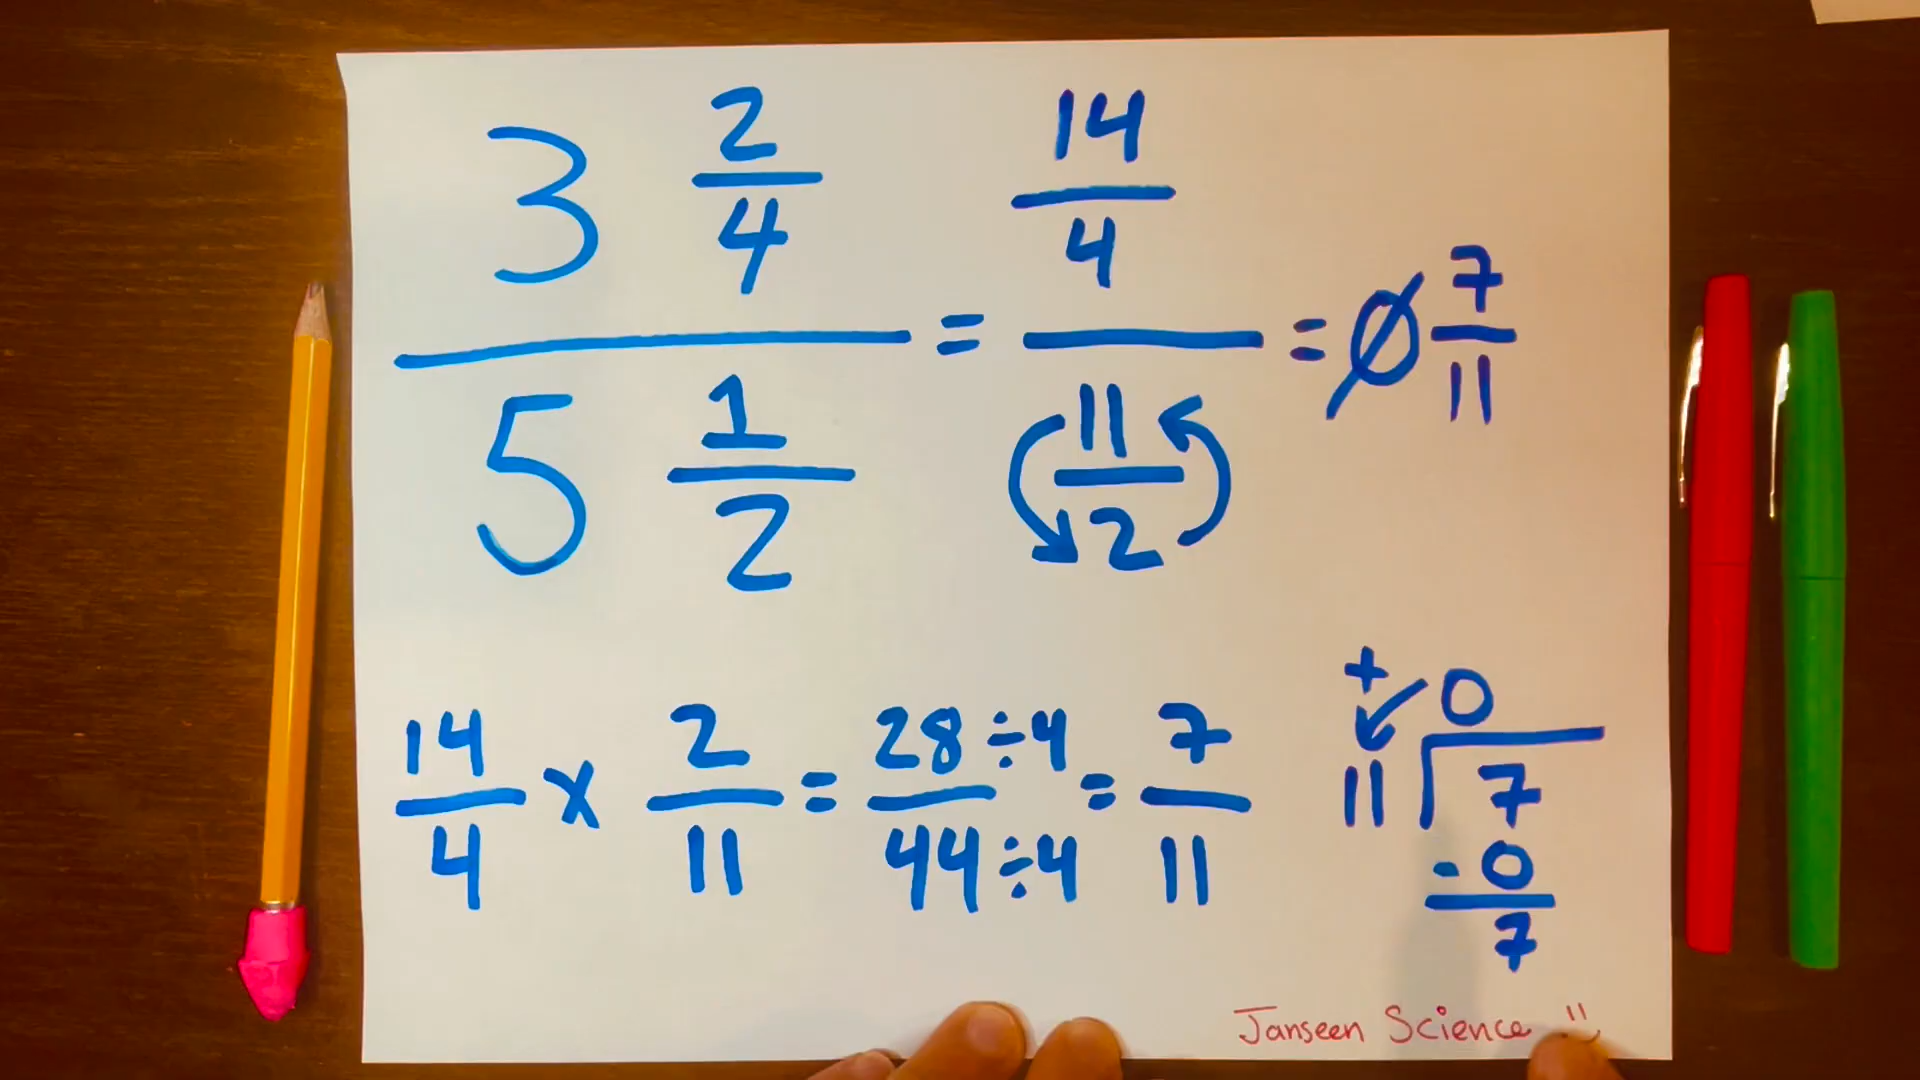 3 2/4 / 5 1/2 = 14/4 / 11/2 = 0 7/11
14/4 x 2/11 = 28÷4 / 44÷4 = 7/11
+ 0
11 7
-0
7
Janseen Science